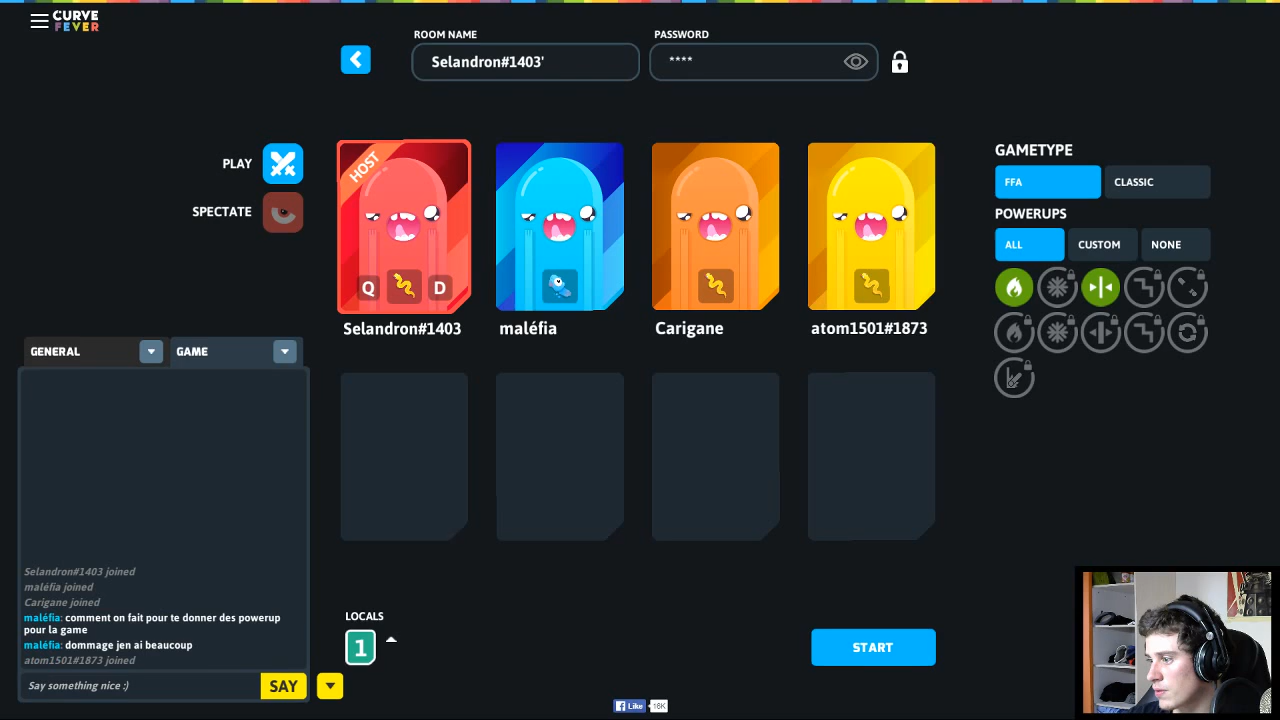 CURVE
FEVER
ROOM NAME
PASSWORD
Selandron#1403'
****
PLAY
SPECTATE
HOST
Q
D
Selandron#1403
maléfia
Carigane
atom1501#1873
GAMETYPE
FFA
CLASSIC
POWERUPS
ALL
CUSTOM
NONE
GENERAL
GAME
Selandron#1403 joined
maléfia joined
Carigane joined
maléfia: comment on fait pour te donner des powerup
pour la game
maléfia: dommage jen ai beaucoup
atom1501#1873 joined
Say something nice :)
SAY
LOCALS
1
START
Like
16K